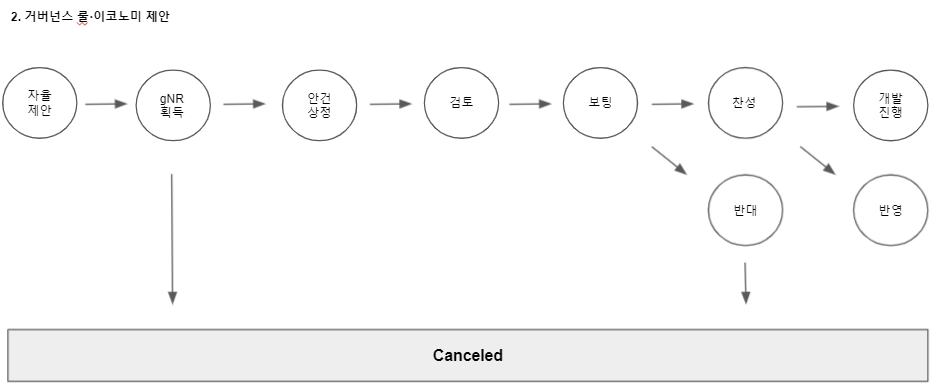 2. 거버넌스 룰·이코노미 제안
자율
제안
gNR
획득
안건
상정
검토
보팅
찬성
개발
진행
반대
반영
Canceled